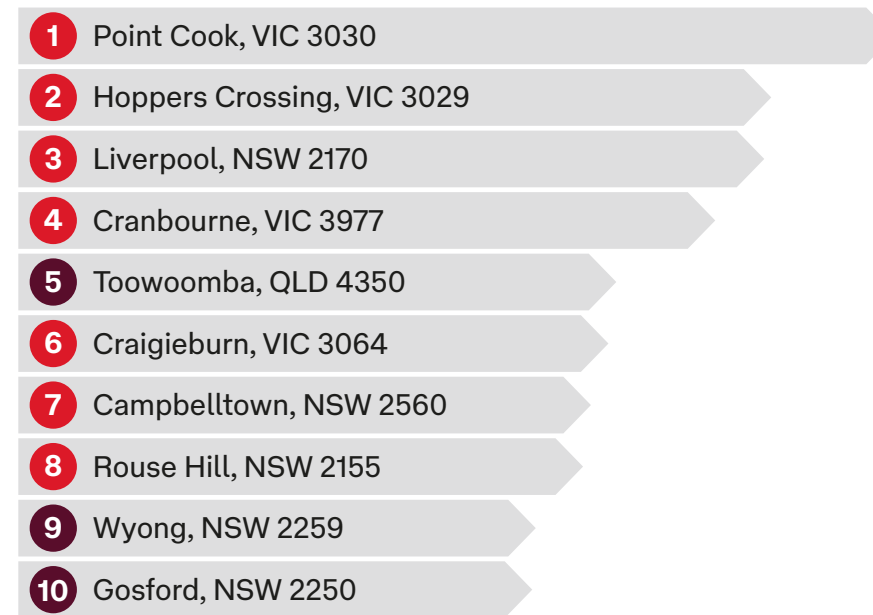 1 Point Cook, VIC 3030
2 Hoppers Crossing, VIC 3029
3 Liverpool, NSW 2170
4 Cranbourne, VIC 3977
5 Toowoomba, QLD 4350
6 Craigieburn, VIC 3064
7 Campbelltown, NSW 2560
8 Rouse Hill, NSW 2155
9 Wyong, NSW 2259
10 Gosford, NSW 2250